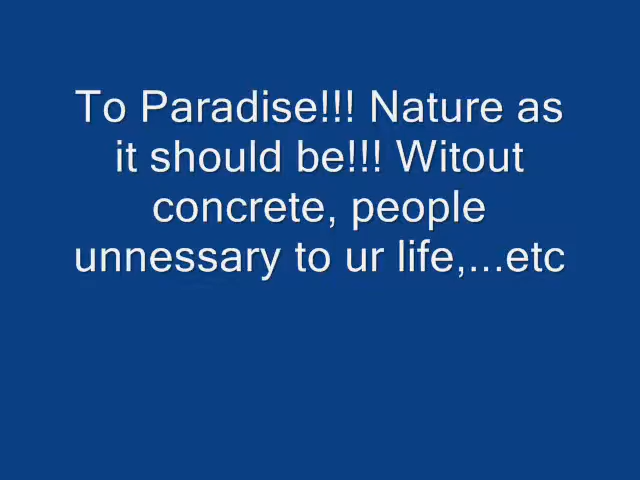 To Paradise!!! Nature as
it should be!!! Witout
concrete, people
unnessary to ur life,...etc